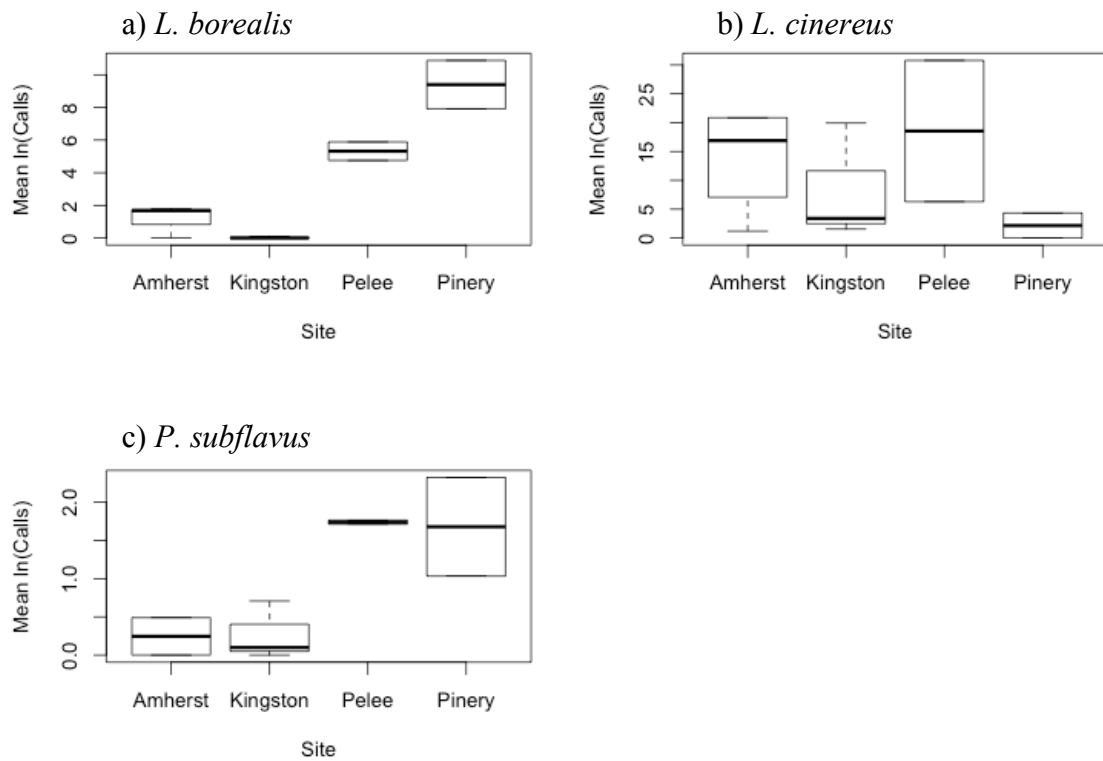 a) L. borealis
Mean ln(Calls)
8
6
4
2
0
Amherst Kingston Pelee Pinery
Site
b) L. cinereus
Mean ln(Calls)
25
15
5
0
Amherst Kingston Pelee Pinery
Site
c) P. subflavus
Mean ln(Calls)
2.0
1.0
0.0
Amherst Kingston Pelee Pinery
Site